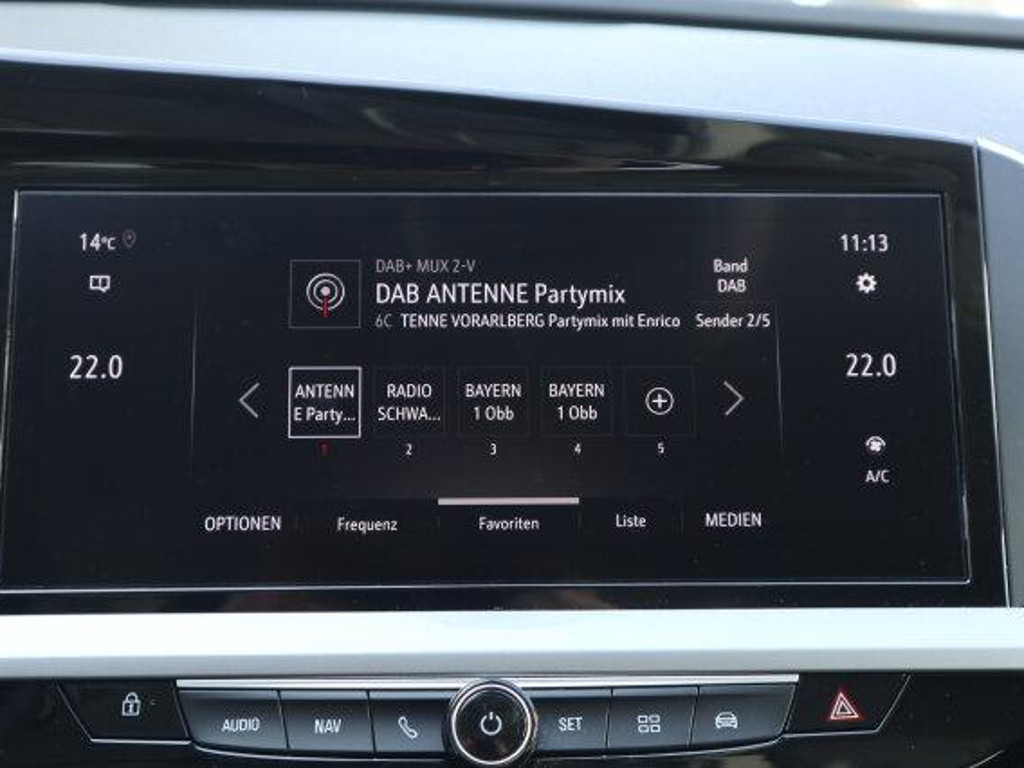 14°C
11:13
DAB+ MUX 2-V
Band
DAB
DAB ANTENNE Partymix
6C TENNE VORARLBERG Partymix mit Enrico
Sender 2/5
22.0
22.0
ANTENN
E Party...
RADIO
SCHWA...
BAYERN
1 Obb
BAYERN
1 Obb
1
2
3
4
5
A/C
OPTIONEN
Frequenz
Favoriten
Liste
MEDIEN
AUDIO
NAV
SET